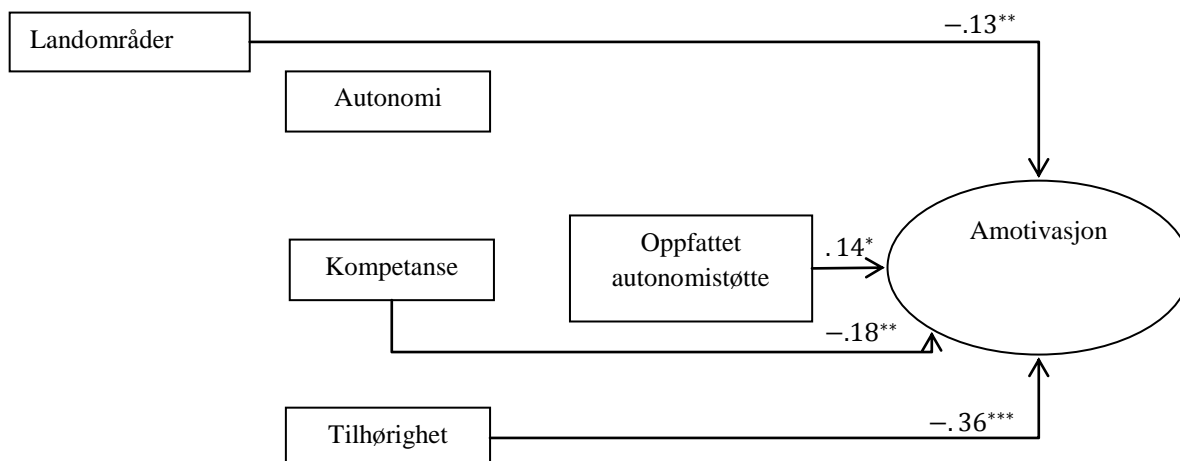 −.13**
Landområder
Autonomi
Oppfattet
autonomistøtte
.14*
Amotivasjon
Kompetanse
−.18**
−.36***
Tilhørighet